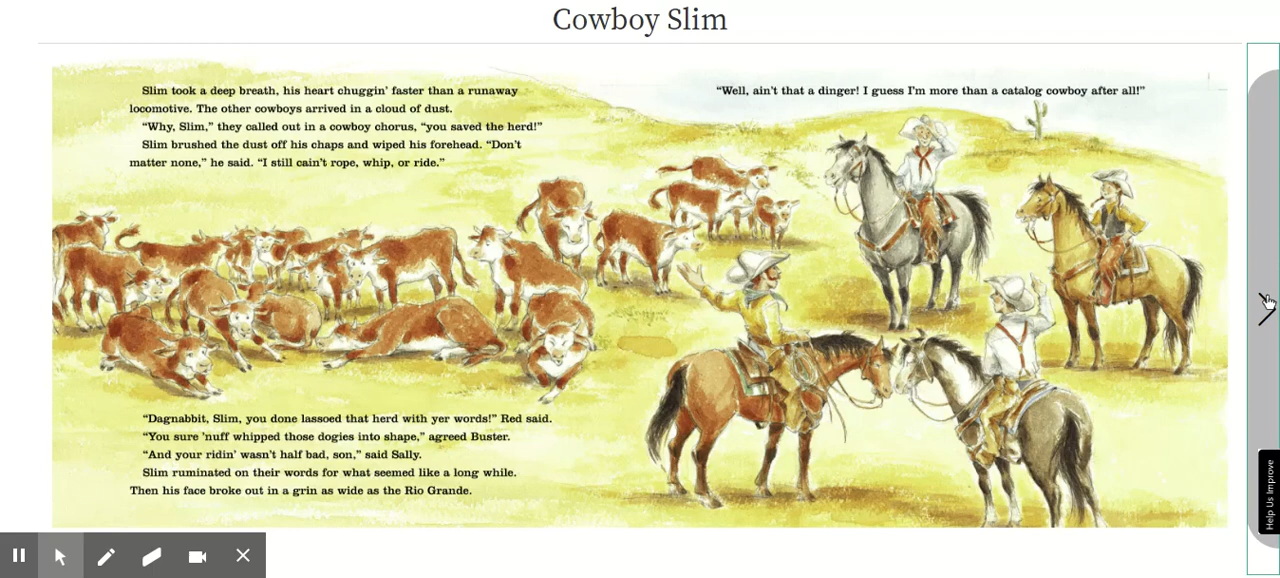 Cowboy Slim
Slim took a deep breath, his heart chuggin’ faster than a runaway
locomotive. The other cowboys arrived in a cloud of dust.
“Why, Slim,” they called out in a cowboy chorus, “you saved the herd!”
Slim brushed the dust off his chaps and wiped his forehead. “Don’t
matter none,” he said. “I still cain’t rope, whip, or ride.”
“Dagnabbit, Slim, you done lassoed that herd with yer words!” Red said.
“You sure ’nuff whipped those dogies into shape,” agreed Buster.
“And your ridin’ wasn’t half bad, son,” said Sally.
Slim ruminated on their words for what seemed like a long while.
Then his face broke out in a grin as wide as the Rio Grande.
“Well, ain’t that a dinger! I guess I’m more than a catalog cowboy after all!”
Help Us Improve